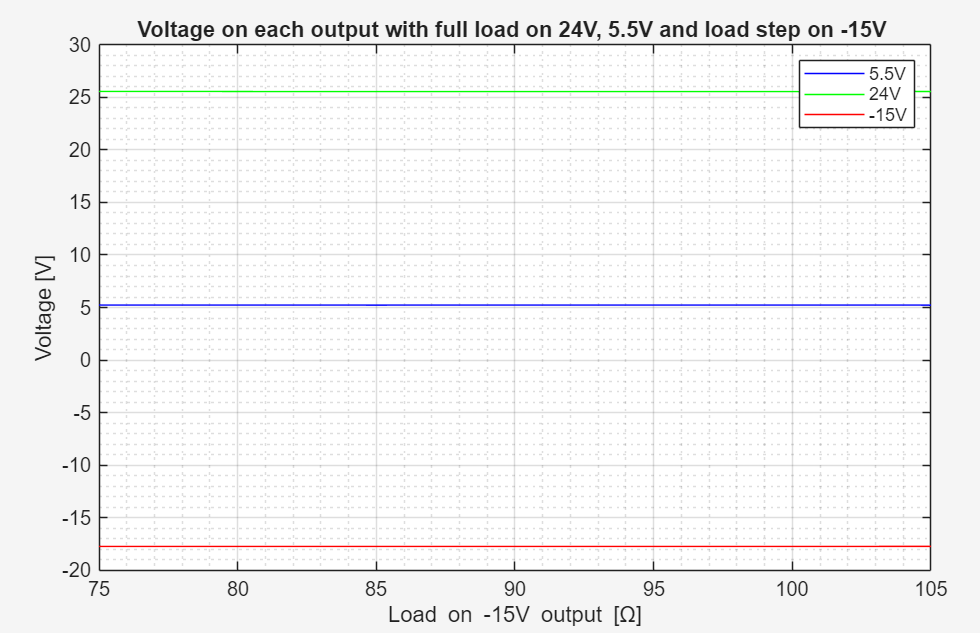 Voltage on each output with full load on 24V, 5.5V and load step on -15V
30
25
20
15
10
5
0
-5
-10
-15
-20
Voltage [V]
5.5V
24V
-15V
75 80 85 90 95 100 105
Load on -15V output [Ω]